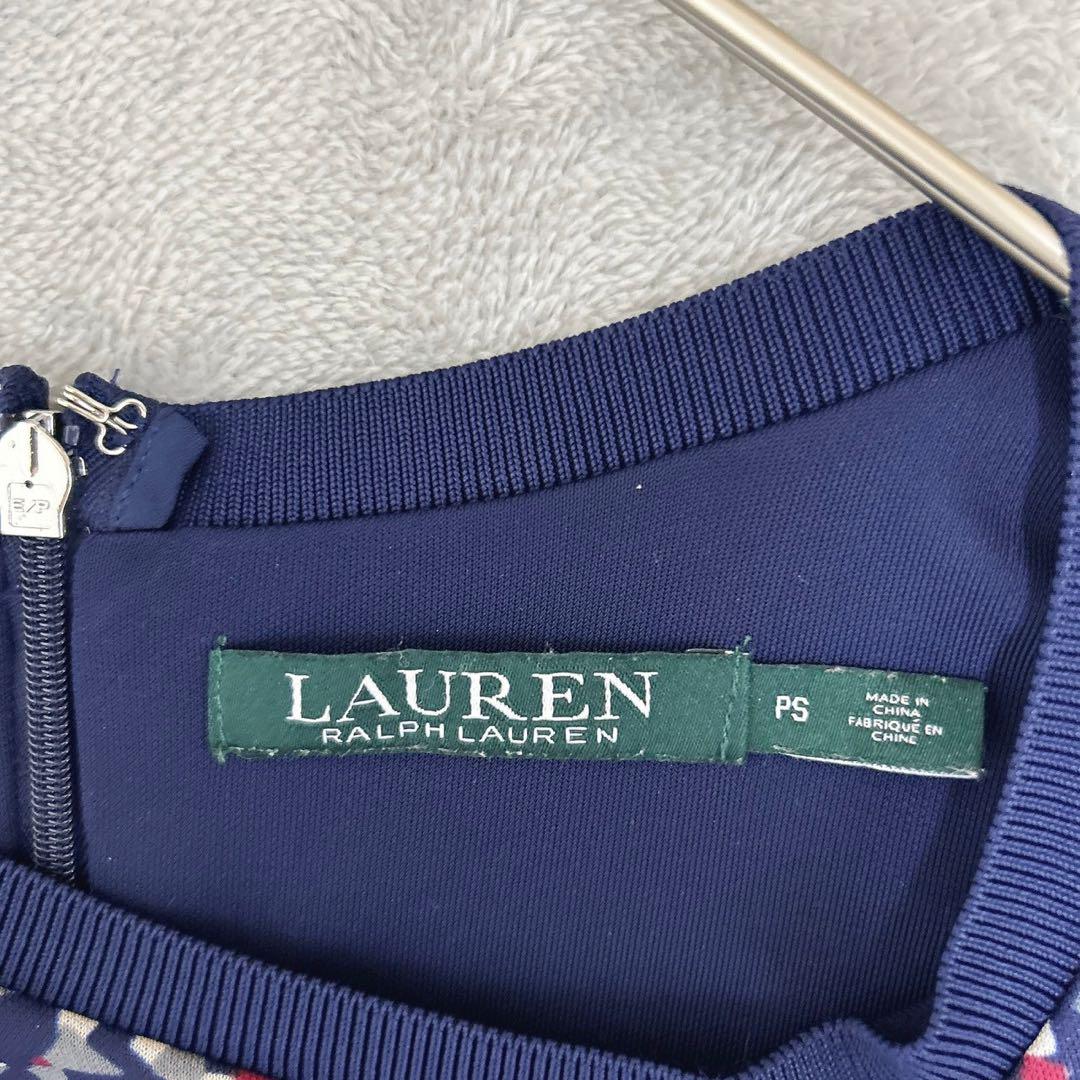 E/P
LAUREN
RALPH LAUREN
PS
MADE IN
CHINA
FABRIQUÉ EN
CHINE